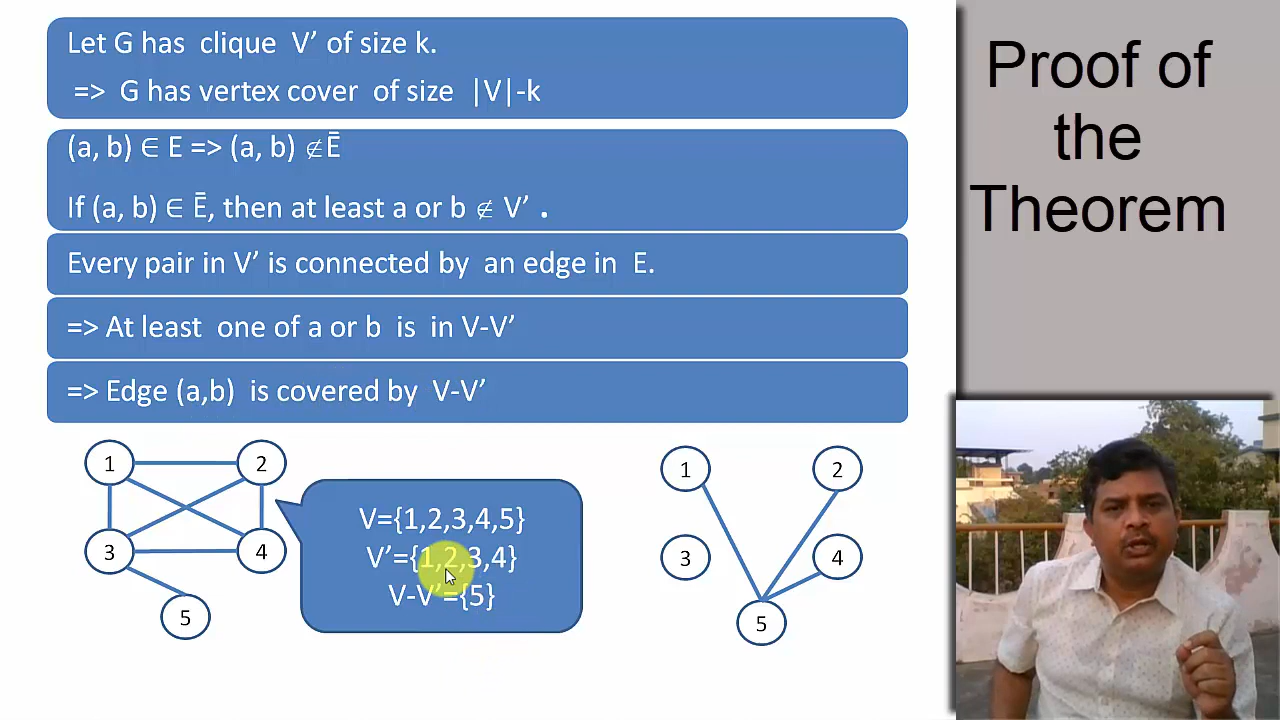 Let G has clique V’ of size k.
=> G has vertex cover of size |V|-k
(a, b) ∈ E => (a, b) ∉Ē
If (a, b) ∈ Ē, then at least a or b ∉ V’ .
Every pair in V’ is connected by an edge in E.
=> At least one of a or b is in V-V’
=> Edge (a,b) is covered by V-V’
Proof of
the
Theorem
1
2
3
4
5
V={1,2,3,4,5}
V’={1,2,3,4}
V-V’={5}
1
2
3
4
5